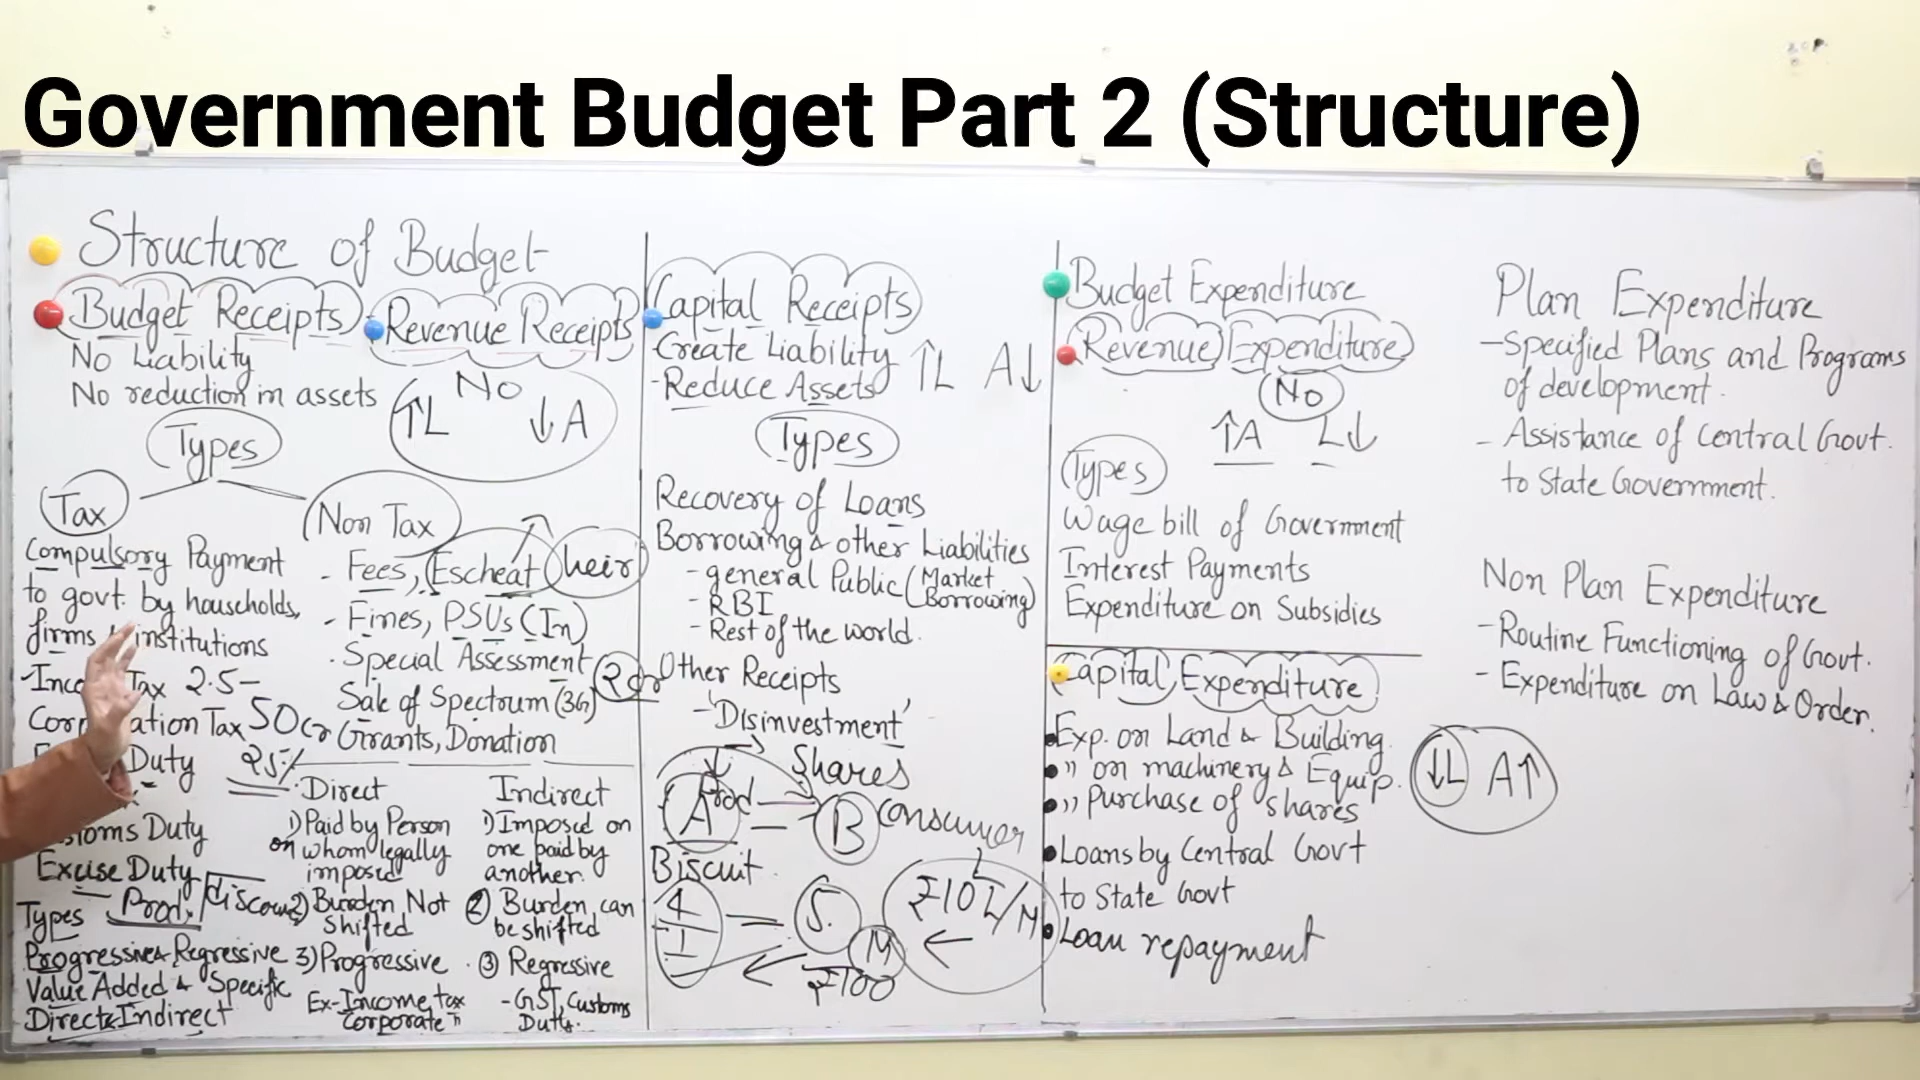 Government Budget Part 2 (Structure)
Structure of Budget
Budget Receipts
No Liability
No reduction in assets
Revenue Receipts
No
↑L ↓A
Types
Tax
Compulsory Payment
to govt. by households,
firms institutions
Tax 2.5-
Tax 50cr
Duty 25%
Duty
Excise Duty
Prod.
Types
Progressive & Regressive
Value Added & Specific
Direct & Indirect
Non Tax
- Fees, Escheat heir
- Fines, PSUs (In)
Special Assessment
Sale of Spectrum (3G) 2cr
Grants, Donation
Direct
1) Paid by Person
on whom legally
imposed
2) Burden Not
Shifted
3) Progressive
Ex-Income tax
Corporate "
Indirect
1) Imposed on
one paid by
another.
② Burden can
be shifted
③ Regressive
- GST, Customs
Duty.
Capital Receipts
Create Liability ↑L A↓
- Reduce Assets
Types
Recovery of Loans
Borrowing & other Liabilities
- general Public (Market
Borrowing)
- RBI
- Rest of the world.
Other Receipts
- 'Disinvestment'
Shares
A Prod B Consumer
Biscuit
4 5. ₹10 L/M
1 M
₹100
Budget Expenditure
Revenue Expenditure
No
↑A L↓
Types
Wage bill of Government
Interest Payments
Expenditure on Subsidies
Capital Expenditure
Exp. on Land & Building
" on machinery & Equip.
" Purchase of shares
Loans by Central Govt
to State Govt
Loan repayment
↓L A↑
Plan Expenditure
- Specified Plans and Programs
of development.
- Assistance of Central Govt.
to State Government.
Non Plan Expenditure
- Routine Functioning of Govt.
- Expenditure on Law & Order.